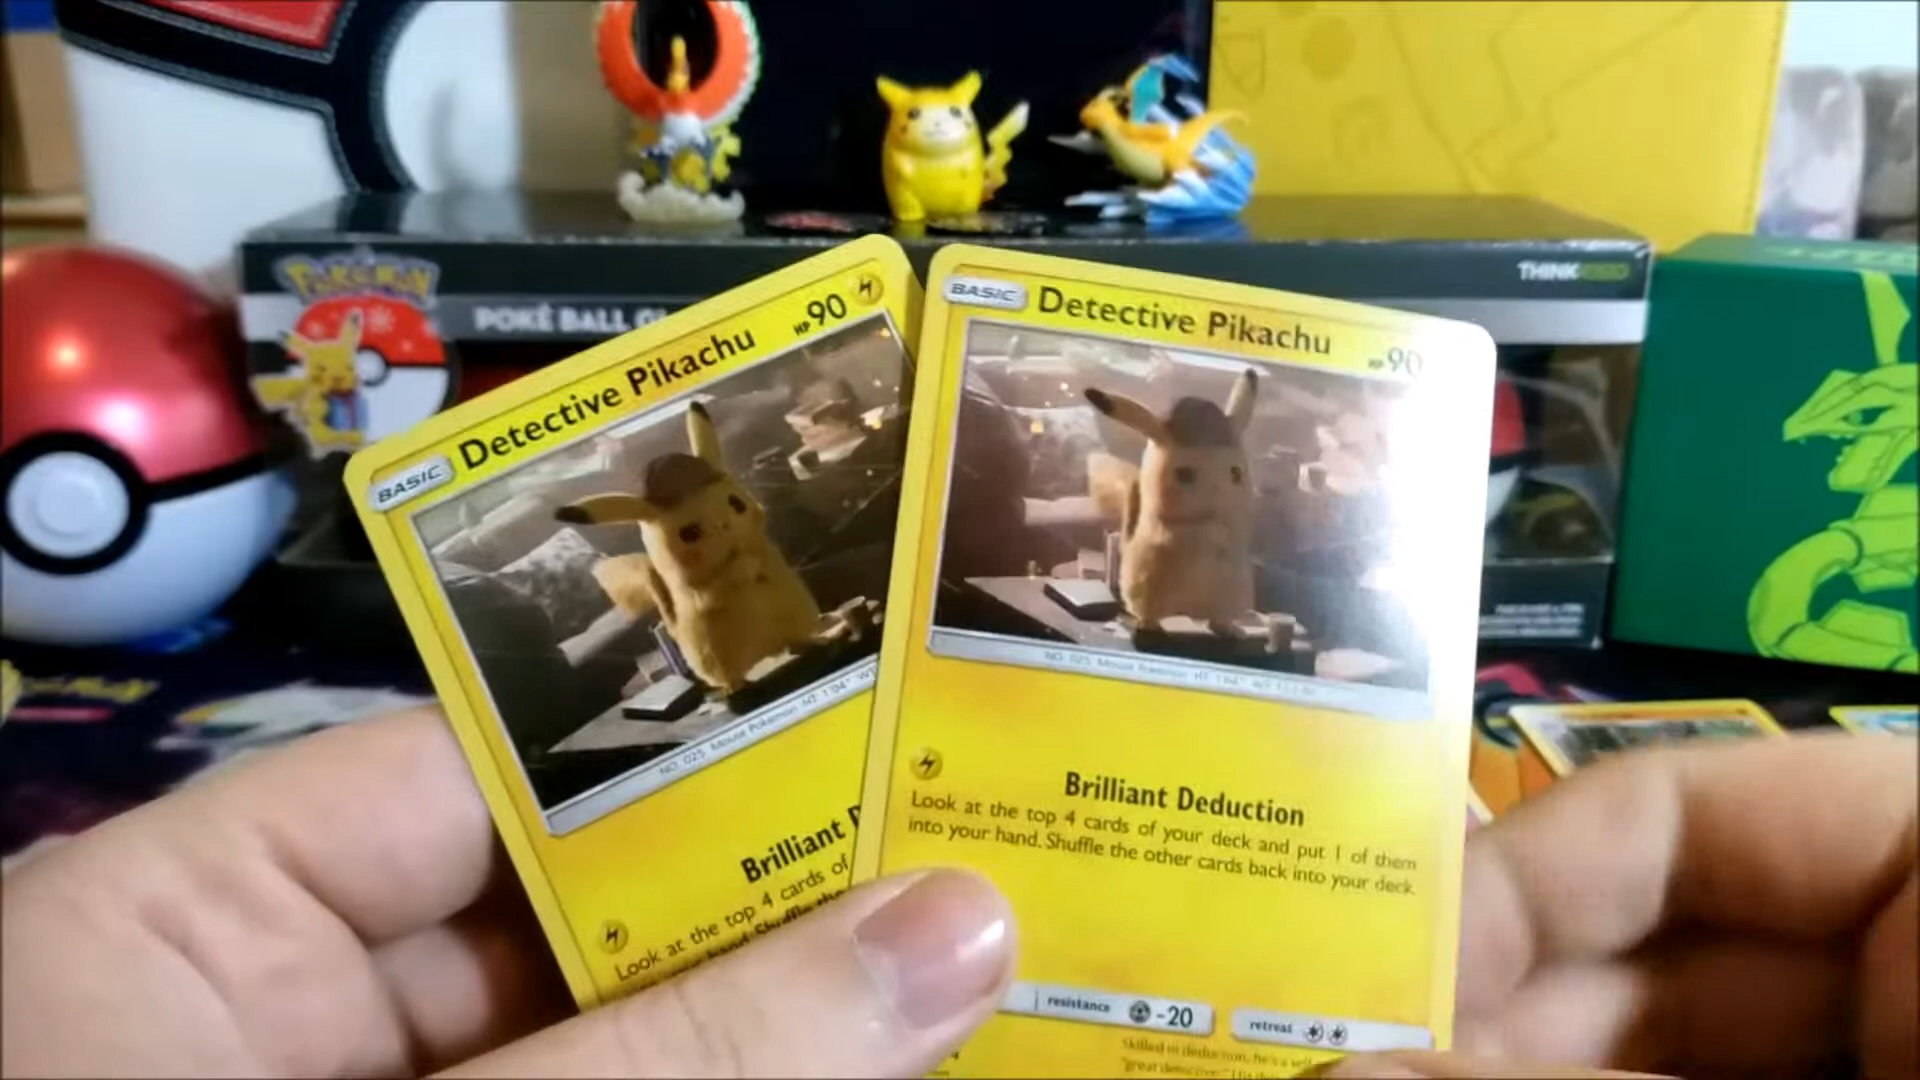 THINKGEEK
Pokémon
POKÉ BALL
BASIC
Detective Pikachu
HP 90
NO. 025 Mouse Pokémon HT: 1'04"
Brilliant
Look at the top 4 cards of
BASIC
Detective Pikachu
HP 90
NO. 025 Mouse Pokémon HT: 1'04"
Brilliant Deduction
Look at the top 4 cards of your deck and put 1 of them
into your hand. Shuffle the other cards back into your deck.
resistance
-20
retreat
Skilled in deduction, he's a
"great detective."